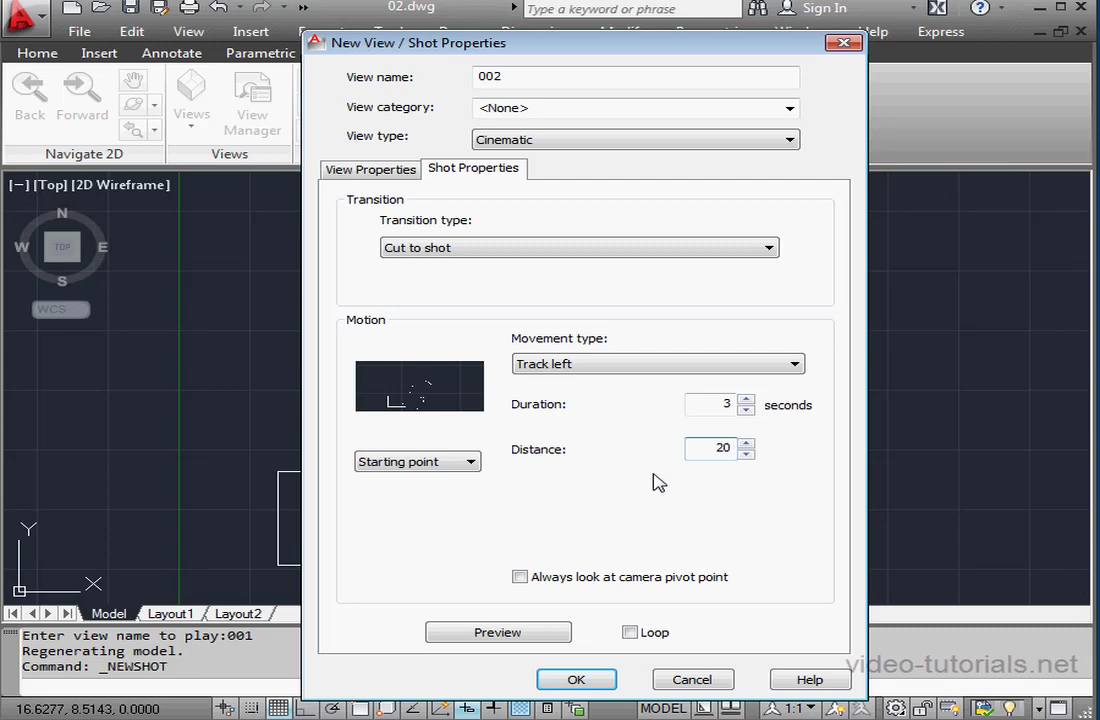 02.dwg Type a keyword or phrase Sign In
File Edit View Insert Help Express
Home Insert Annotate Parametric
Back Forward Views View Manager
Navigate 2D Views
[−] [Top] [2D Wireframe]
N
W TOP E
S
WCS
Y
X
New View / Shot Properties
View name: 002
View category: <None>
View type: Cinematic
View Properties Shot Properties
Transition
Transition type:
Cut to shot
Motion
Movement type:
Track left
Duration: 3 seconds
Distance: 20
Starting point
Always look at camera pivot point
Preview Loop
OK Cancel Help
Model Layout1 Layout2
Enter view name to play:001
Regenerating model.
Command: _NEWSHOT
video-tutorials.net
16.6277, 8.5143, 0.0000 MODEL 1:1